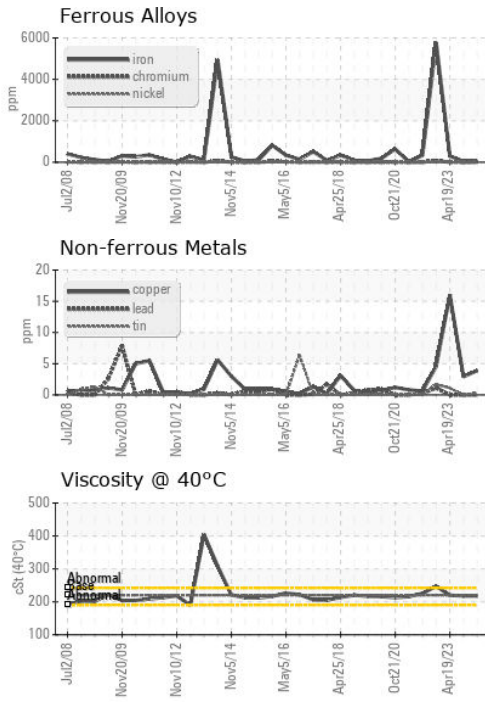 Ferrous Alloys
6000
4000
2000
0
ppm
iron
chromium
nickel
Jul2/08
Nov20/09
Nov10/12
Nov5/14
May5/16
Apr25/18
Oct21/20
Apr19/23
Non-ferrous Metals
20
15
10
5
0
ppm
copper
lead
tin
Jul2/08
Nov20/09
Nov10/12
Nov5/14
May5/16
Apr25/18
Oct21/20
Apr19/23
Viscosity @ 40°C
500
400
300
200
100
cSt (40°C)
Abnormal
Base
Abnormal
Jul2/08
Nov20/09
Nov10/12
Nov5/14
May5/16
Apr25/18
Oct21/20
Apr19/23